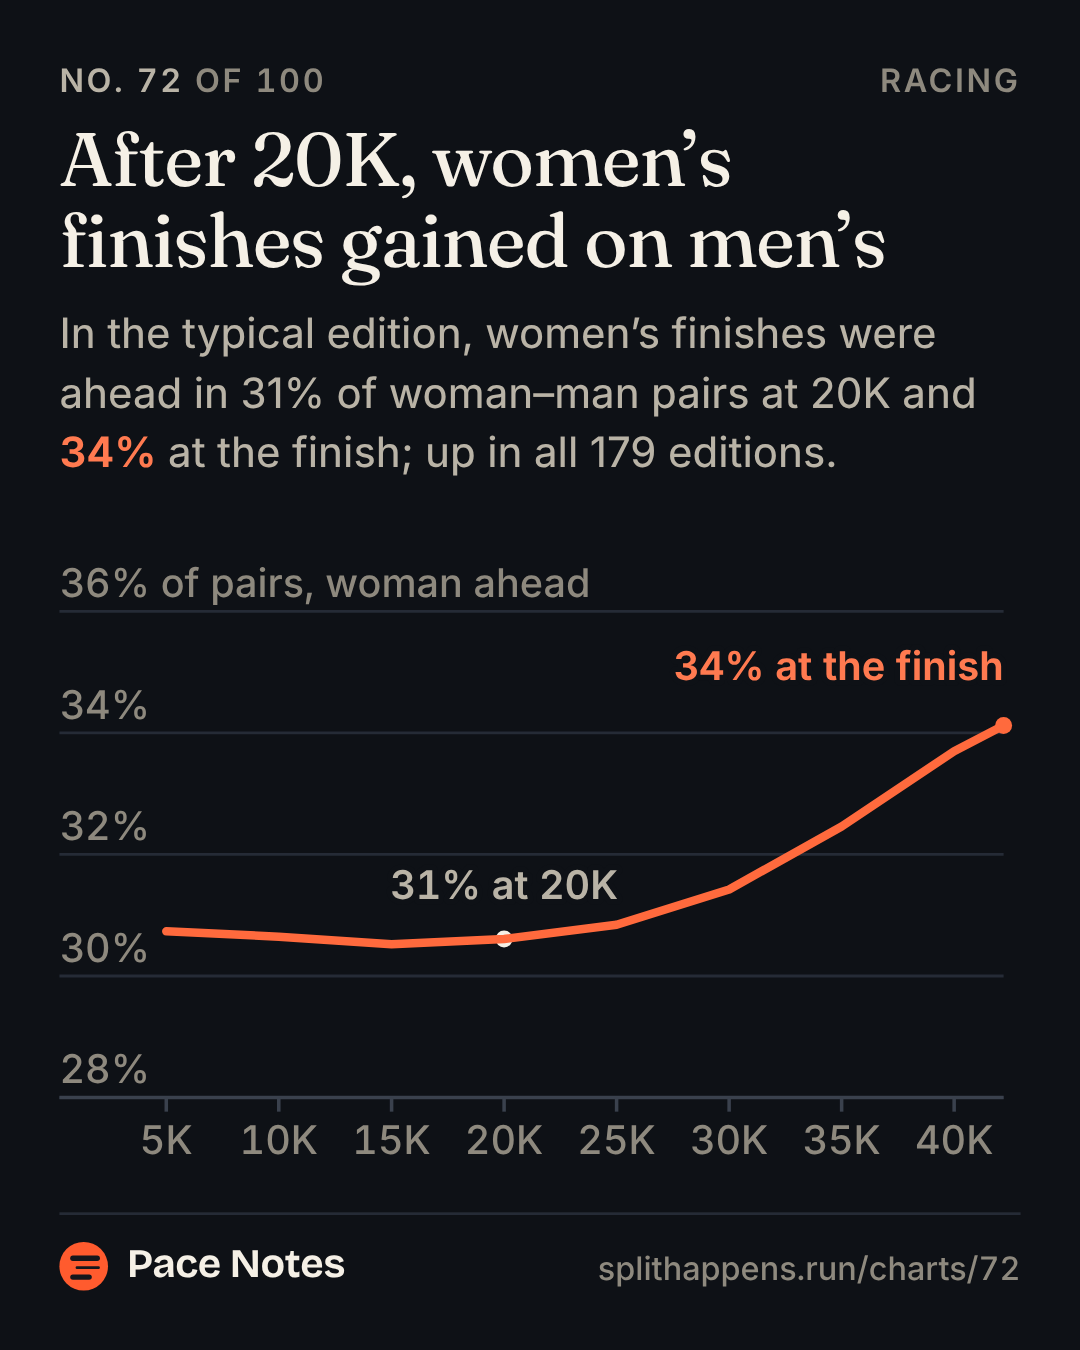 NO. 72 OF 100
RACING
After 20K, women’s
finishes gained on men’s
In the typical edition, women’s finishes were
ahead in 31% of woman–man pairs at 20K and
34% at the finish; up in all 179 editions.
36% of pairs, woman ahead
34% at the finish
34%
32%
31% at 20K
30%
28%
5K 10K 15K 20K 25K 30K 35K 40K
Pace Notes
splithappens.run/charts/72